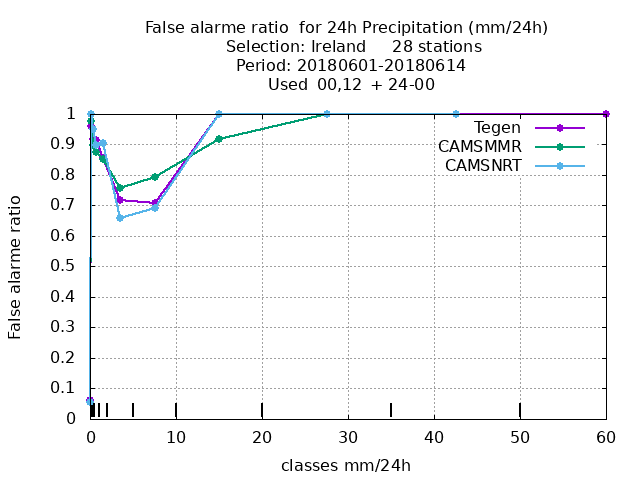 False alarme ratio  for 24h Precipitation (mm/24h)
Selection: Ireland     28 stations
Period: 20180601-20180614
Used  00,12  + 24-00
Tegen
CAMSMMR
CAMSNRT
1
0.9
0.8
0.7
0.6
0.5
0.4
0.3
0.2
0.1
0
False alarme ratio
0 10 20 30 40 50 60
classes mm/24h